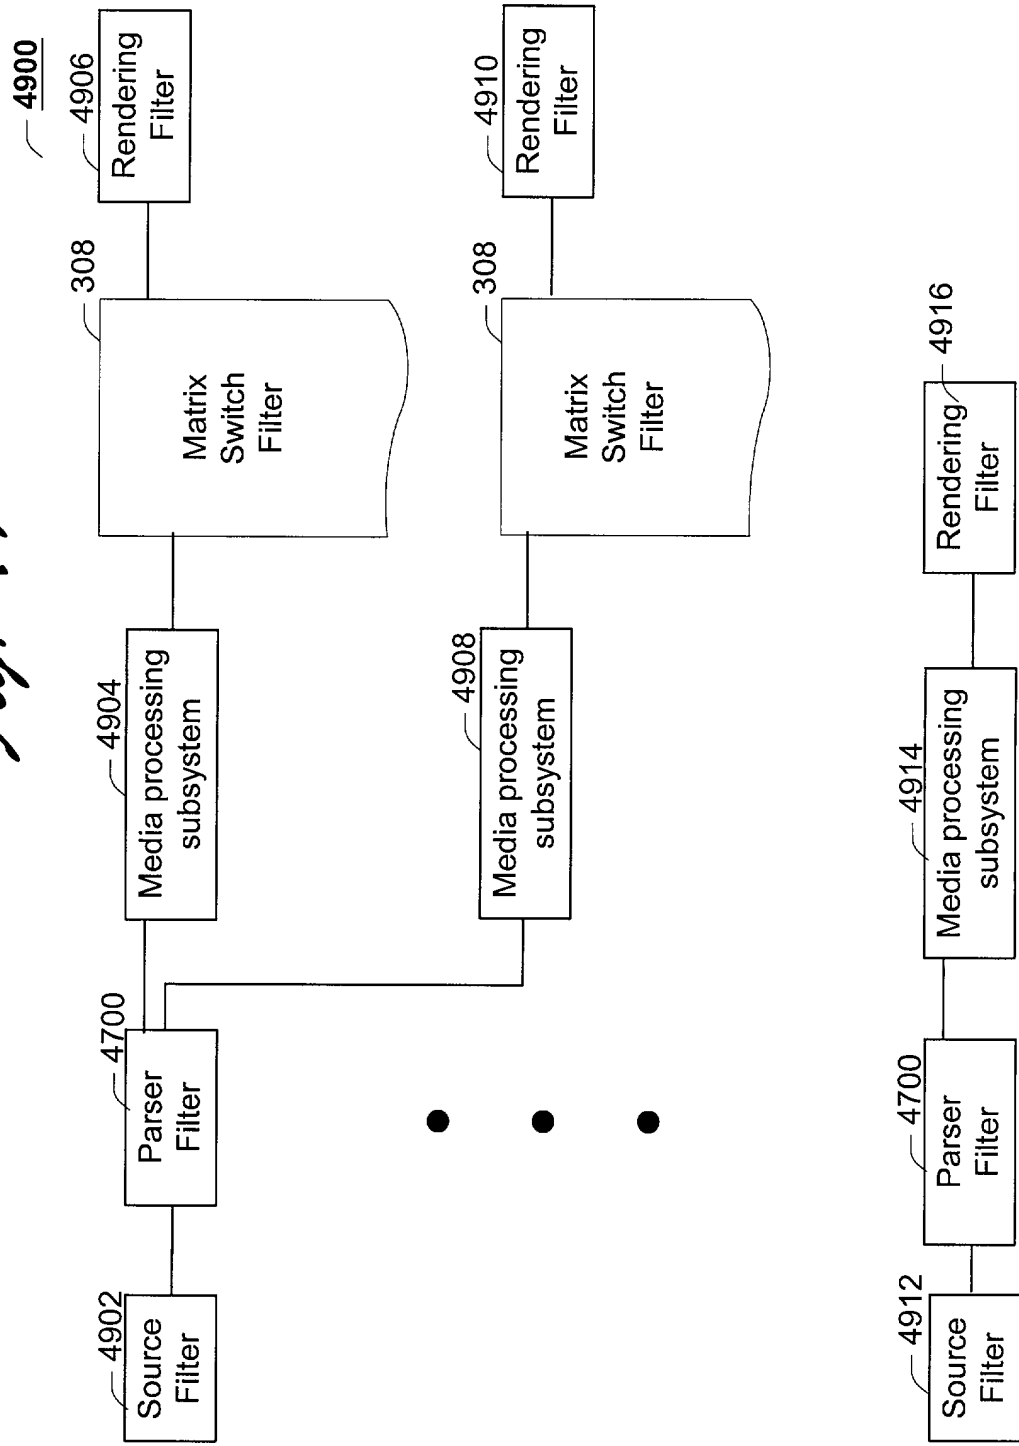 4900
4902
Source
Filter
4700
Parser
Filter
4904
Media processing
subsystem
308
Matrix
Switch
Filter
4906
Rendering
Filter
4908
Media processing
subsystem
308
Matrix
Switch
Filter
4910
Rendering
Filter
4912
Source
Filter
4700
Parser
Filter
4914
Media processing
subsystem
4916
Rendering
Filter